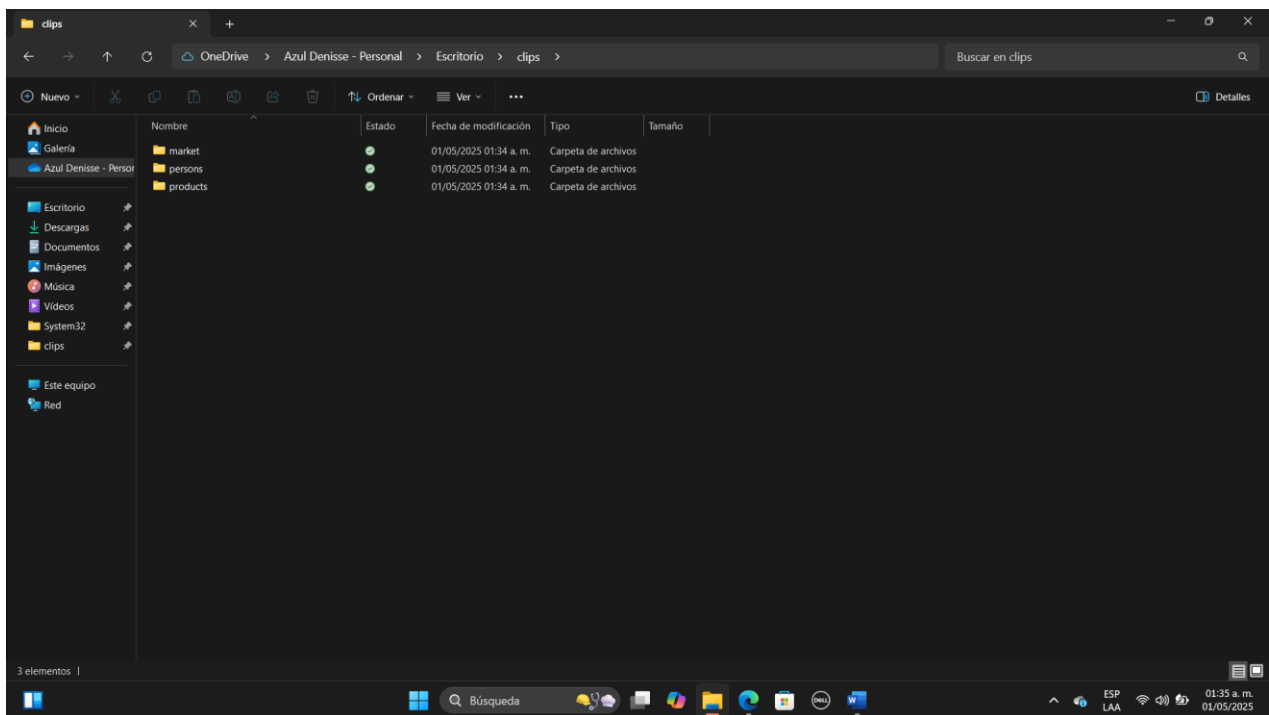 clips
OneDrive > Azul Denisse - Personal > Escritorio > clips >
Buscar en clips
Nuevo
Ordenar
Ver
Detalles
Inicio
Galería
Azul Denisse - Person
Escritorio
Descargas
Documentos
Imágenes
Música
Vídeos
System32
clips
Este equipo
Red
Nombre Estado Fecha de modificación Tipo Tamaño
market 01/05/2025 01:34 a. m. Carpeta de archivos
persons 01/05/2025 01:34 a. m. Carpeta de archivos
products 01/05/2025 01:34 a. m. Carpeta de archivos
3 elementos
Búsqueda
DELL
W
ESP
LAA
01:35 a. m.
01/05/2025